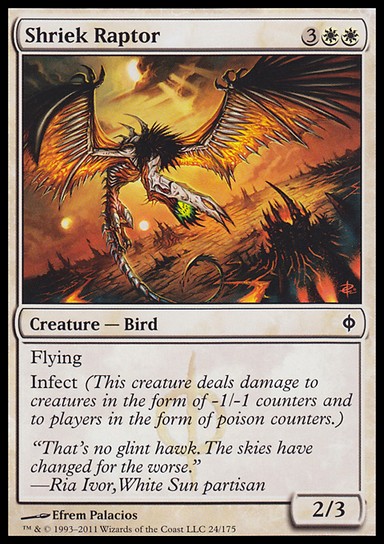 Shriek Raptor 3
Creature — Bird
Flying
Infect (This creature deals damage to
creatures in the form of -1/-1 counters and
to players in the form of poison counters.)
"That's no glint hawk. The skies have
changed for the worse."
—Ria Ivor, White Sun partisan
Efrem Palacios
2/3
™ & © 1993–2011 Wizards of the Coast LLC 24/175